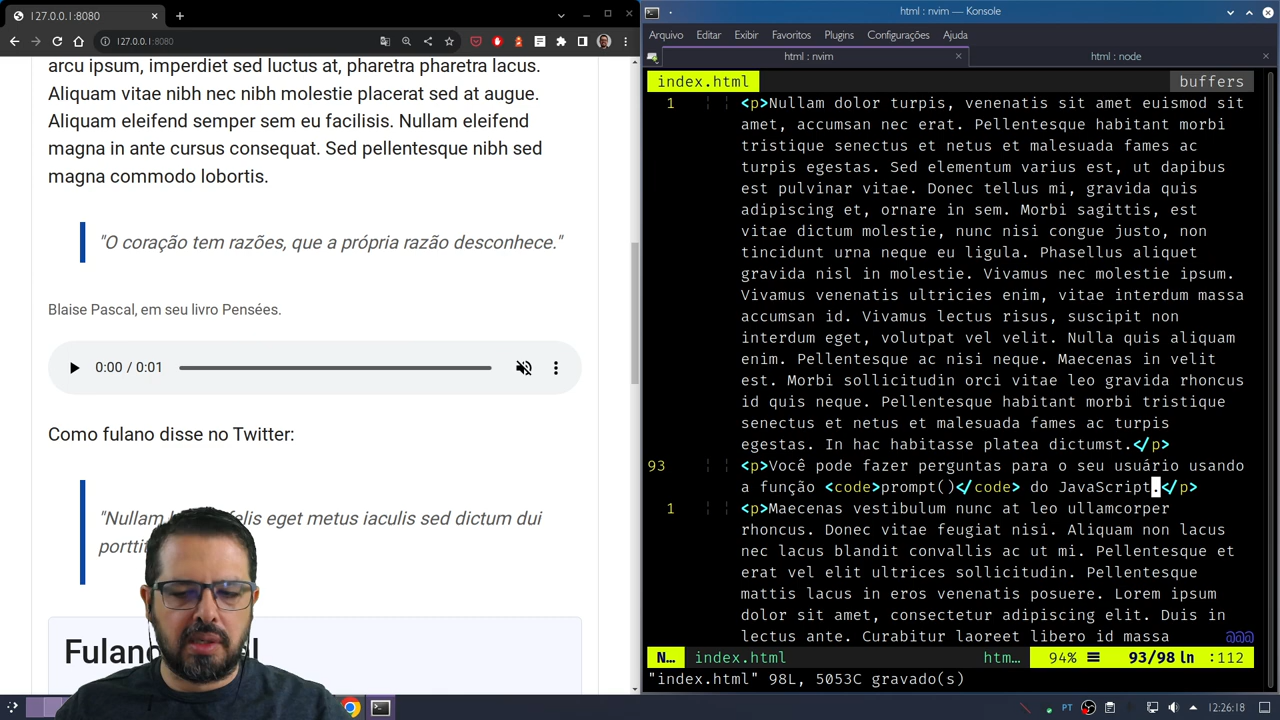 127.0.0.1:8080
127.0.0.1:8080
arcu ipsum, imperdiet sed luctus at, pharetra pharetra lacus.
Aliquam vitae nibh nec nibh molestie placerat sed at augue.
Aliquam eleifend semper sem eu facilisis. Nullam eleifend
magna in ante cursus consequat. Sed pellentesque nibh sed
magna commodo lobortis.
"O coração tem razões, que a própria razão desconhece."
Blaise Pascal, em seu livro Pensées.
0:00 / 0:01
Como fulano disse no Twitter:
"Nullam felis eget metus iaculis sed dictum dui
Fulano
html : nvim — Konsole
Arquivo Editar Exibir Favoritos Plugins Configurações Ajuda
html : nvim
html : node
index.html
buffers
1 <p>Nullam dolor turpis, venenatis sit amet euismod sit
amet, accumsan nec erat. Pellentesque habitant morbi
tristique senectus et netus et malesuada fames ac
turpis egestas. Sed elementum varius est, ut dapibus
est pulvinar vitae. Donec tellus mi, gravida quis
adipiscing et, ornare in sem. Morbi sagittis, est
vitae dictum molestie, nunc nisi congue justo, non
tincidunt urna neque eu ligula. Phasellus aliquet
gravida nisl in molestie. Vivamus nec molestie ipsum.
Vivamus venenatis ultricies enim, vitae interdum massa
accumsan id. Vivamus lectus risus, suscipit non
interdum eget, volutpat vel velit. Nulla quis aliquam
enim. Pellentesque ac nisi neque. Maecenas in velit
est. Morbi sollicitudin orci vitae leo gravida rhoncus
id quis neque. Pellentesque habitant morbi tristique
senectus et netus et malesuada fames ac turpis
egestas. In hac habitasse platea dictumst.</p>
93 <p>Você pode fazer perguntas para o seu usuário usando
a função <code>prompt()</code> do JavaScript.</p>
1 <p>Maecenas vestibulum nunc at leo ullamcorper
rhoncus. Donec vitae feugiat nisi. Aliquam non lacus
nec lacus blandit convallis ac ut mi. Pellentesque et
erat vel elit ultrices sollicitudin. Pellentesque
mattis lacus in eros venenatis posuere. Lorem ipsum
dolor sit amet, consectetur adipiscing elit. Duis in
lectus ante. Curabitur laoreet libero id massa @@@
N… index.html htm… 94% ☰ 93/98 ln :112
"index.html" 98L, 5053C gravado(s)
PT 12:26:18